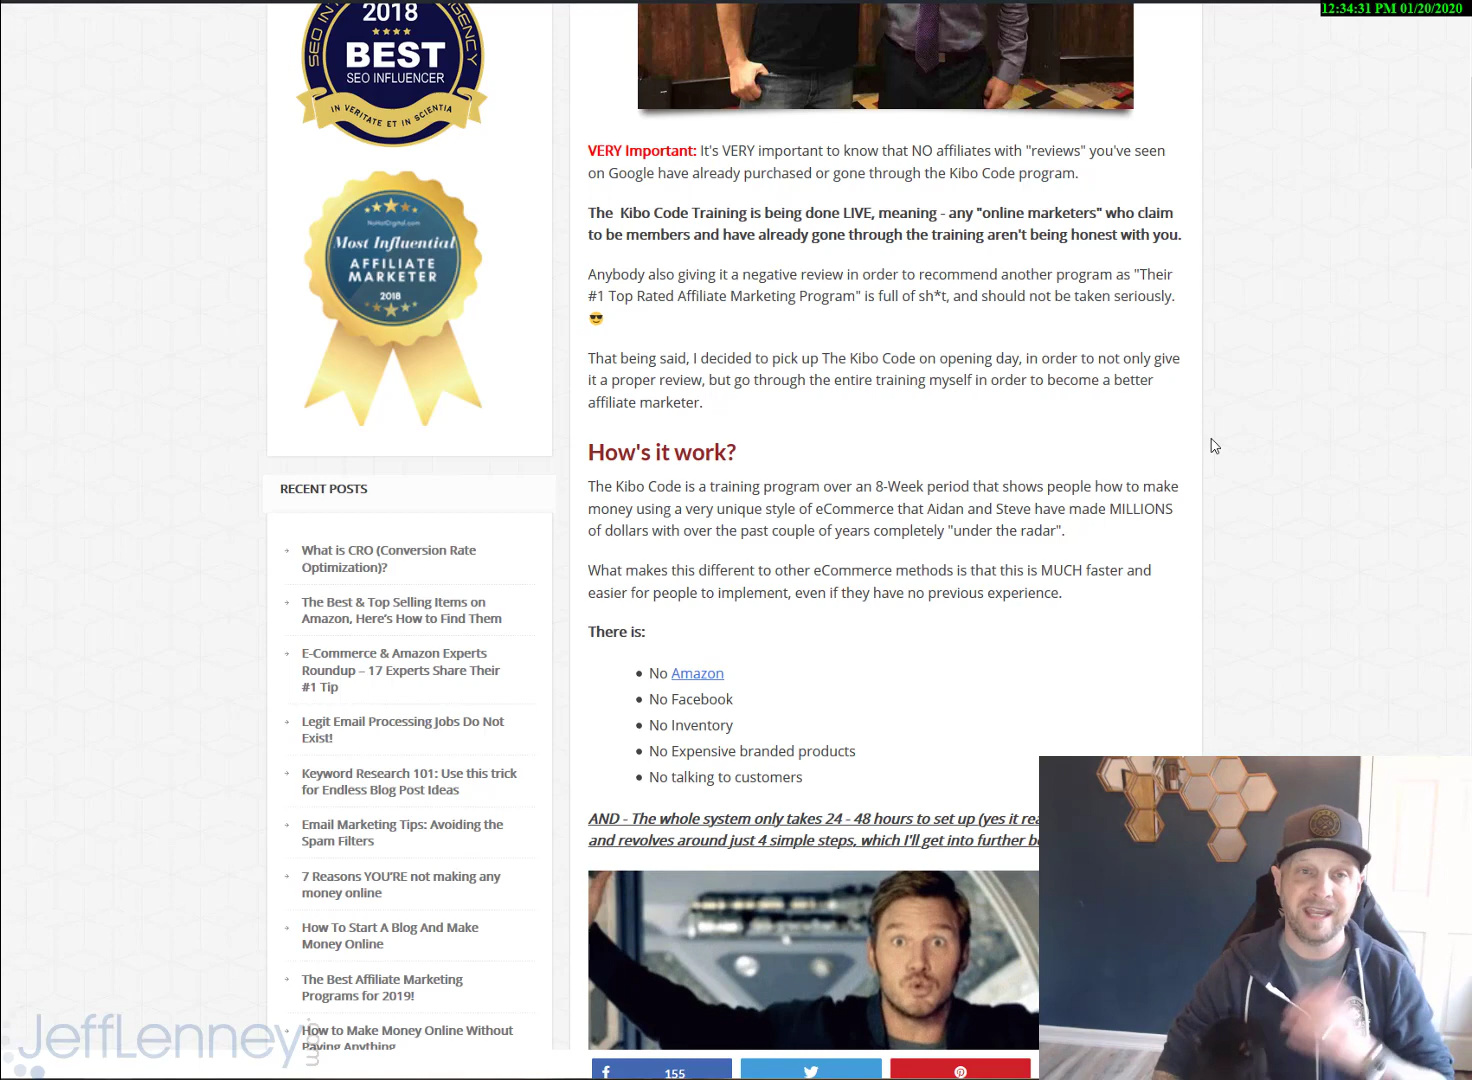 12:34:31 PM 01/20/2020
2018
BEST
SEO INFLUENCER
IN VERITATE ET IN SCIENTIA
NoHatDigital.com
Most Influential
AFFILIATE
MARKETER
2018
RECENT POSTS
What is CRO (Conversion Rate
Optimization)?
The Best & Top Selling Items on
Amazon, Here's How to Find Them
E-Commerce & Amazon Experts
Roundup – 17 Experts Share Their
#1 Tip
Legit Email Processing Jobs Do Not
Exist!
Keyword Research 101: Use this trick
for Endless Blog Post Ideas
Email Marketing Tips: Avoiding the
Spam Filters
7 Reasons YOU'RE not making any
money online
How To Start A Blog And Make
Money Online
The Best Affiliate Marketing
Programs for 2019!
How to Make Money Online Without
Paying Anything
JeffLenney.com
VERY Important: It's VERY important to know that NO affiliates with "reviews" you've seen
on Google have already purchased or gone through the Kibo Code program.
The Kibo Code Training is being done LIVE, meaning - any "online marketers" who claim
to be members and have already gone through the training aren't being honest with you.
Anybody also giving it a negative review in order to recommend another program as "Their
#1 Top Rated Affiliate Marketing Program" is full of sh*t, and should not be taken seriously.
😎
That being said, I decided to pick up The Kibo Code on opening day, in order to not only give
it a proper review, but go through the entire training myself in order to become a better
affiliate marketer.
How's it work?
The Kibo Code is a training program over an 8-Week period that shows people how to make
money using a very unique style of eCommerce that Aidan and Steve have made MILLIONS
of dollars with over the past couple of years completely "under the radar".
What makes this different to other eCommerce methods is that this is MUCH faster and
easier for people to implement, even if they have no previous experience.
There is:
• No Amazon
• No Facebook
• No Inventory
• No Expensive branded products
• No talking to customers
AND - The whole system only takes 24 - 48 hours to set up (yes it
and revolves around just 4 simple steps, which I'll get into further
155